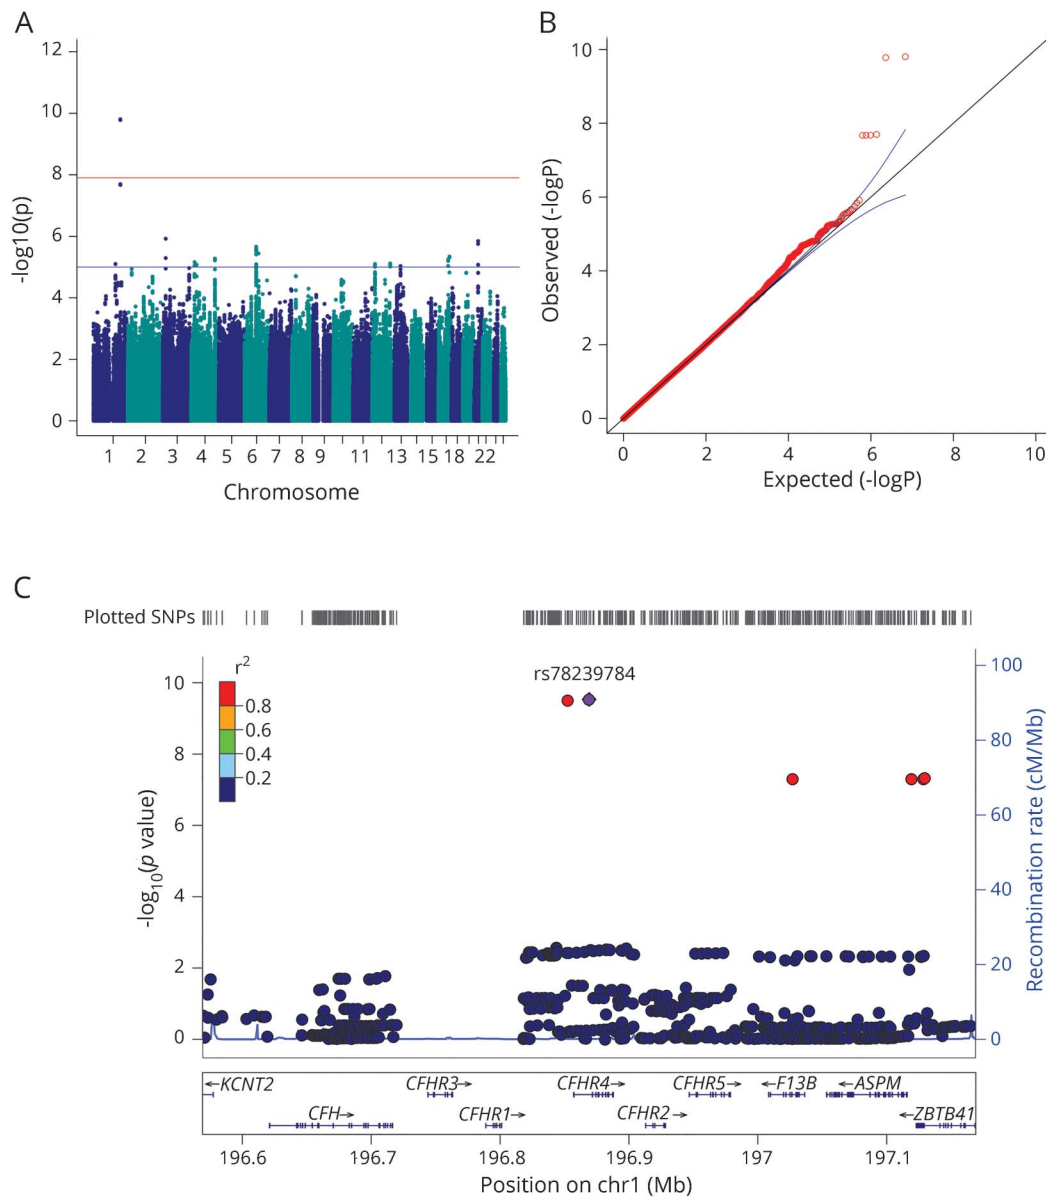 A
12
10
8
6
4
2
0
-log10(p)
1 2 3 4 5 6 7 8 9 11 13 15 18 22
Chromosome
B
10
8
6
4
2
0
Observed (-logP)
0 2 4 6 8 10
Expected (-logP)
C
Plotted SNPs
r2
0.8
0.6
0.4
0.2
rs78239784
10
8
6
4
2
0
-log10(p value)
100
80
60
40
20
0
Recombination rate (cM/Mb)
←KCNT2 CFHR3→ CFHR4→ CFHR5→ ←F13B ←ASPM
CFH→ CFHR1→ CFHR2→ ←ZBTB41
196.6 196.7 196.8 196.9 197 197.1
Position on chr1 (Mb)